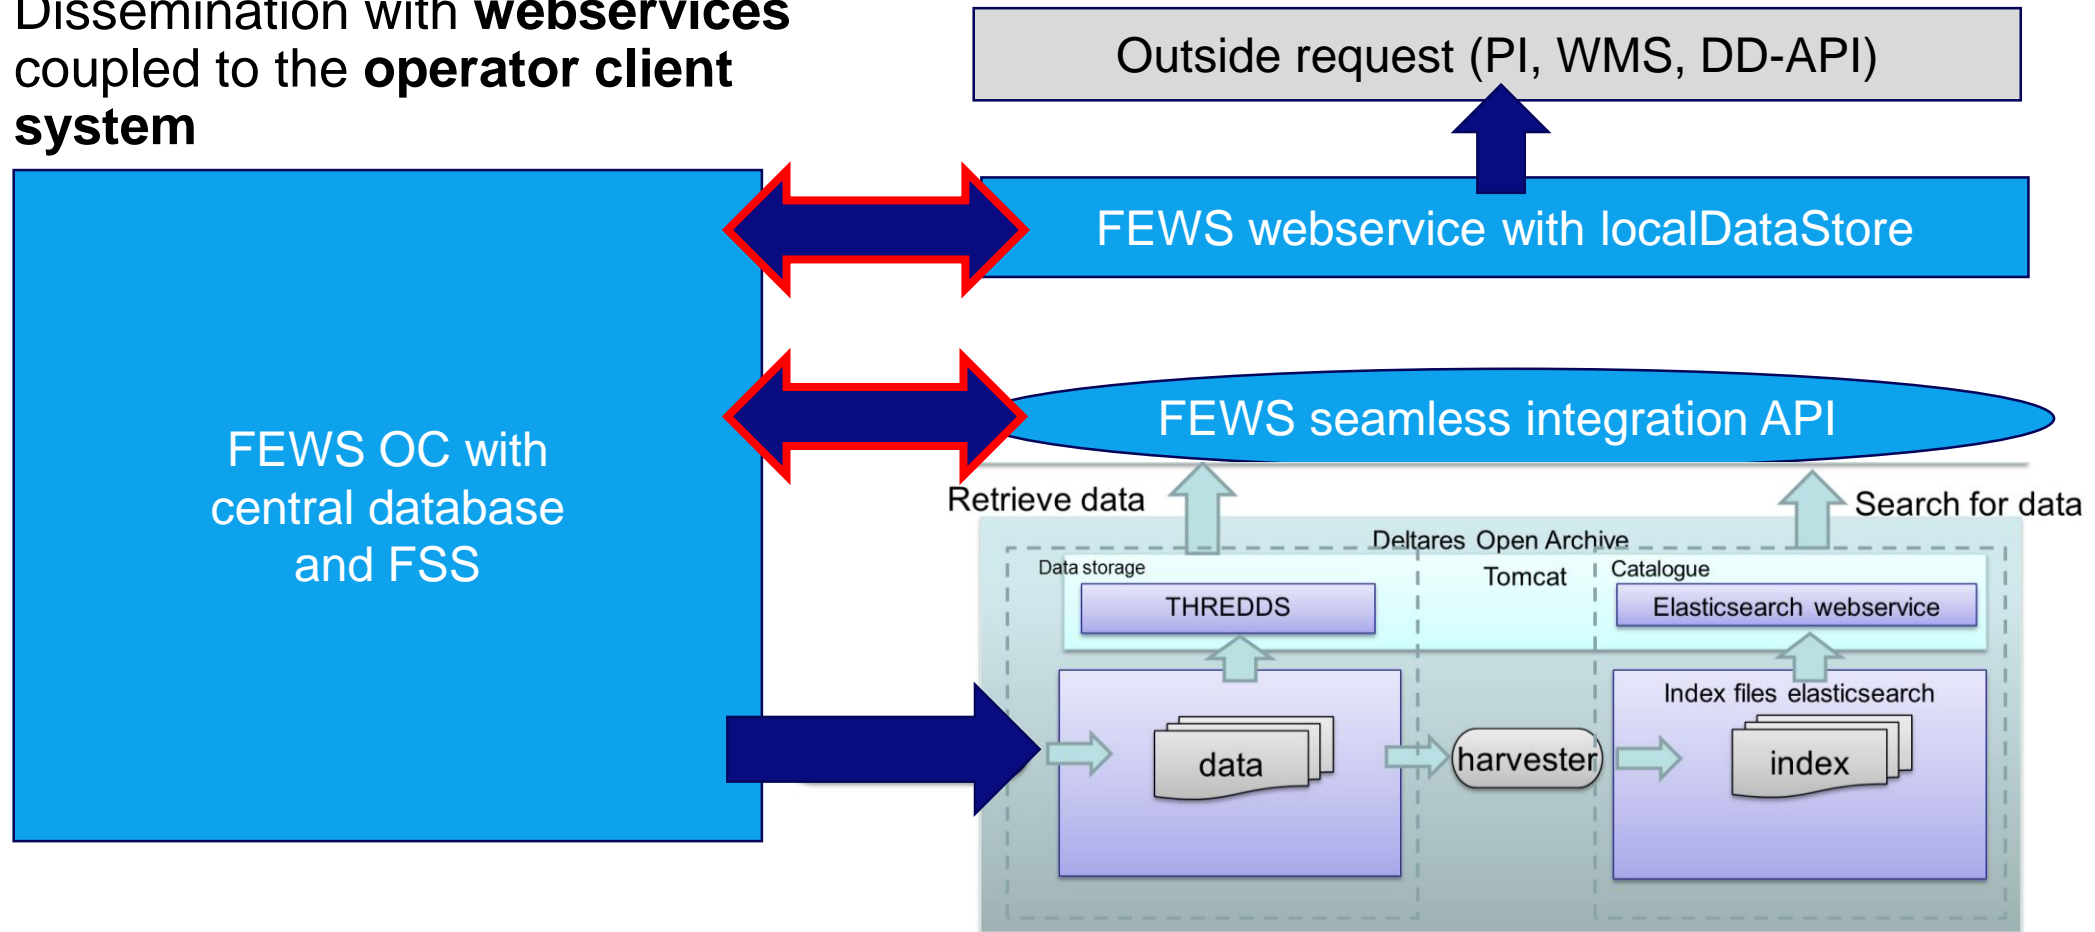 Dissemination with webservices
coupled to the operator client
system
Outside request (PI, WMS, DD-API)
FEWS webservice with localDataStore
FEWS seamless integration API
FEWS OC with
central database
and FSS
Retrieve data
Search for data
Deltares Open Archive
Data storage
Tomcat
Catalogue
THREDDS
Elasticsearch webservice
Index files elasticsearch
data
harvester
index